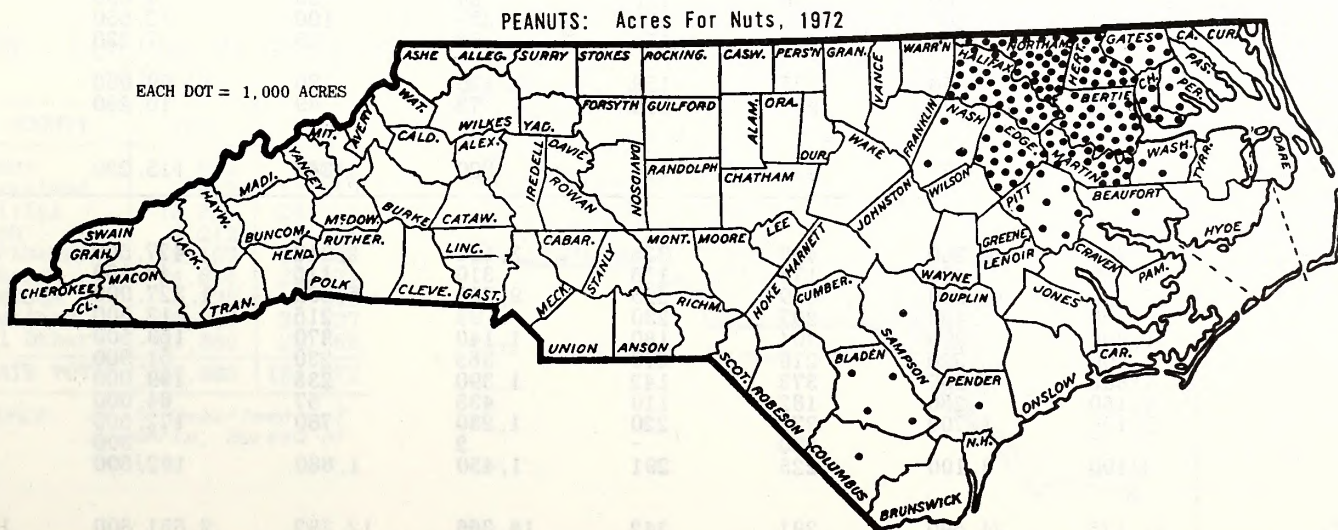 PEANUTS: Acres For Nuts, 1972
EACH DOT = 1,000 ACRES
ASHE ALLEG. SURRY STOKES ROCKING. CASW. PERS'N GRAN. VANCE WARR'N HALIFAX NORTHAM. HERT. GATES CA. CUR.
PAS.
PER.
CH.
WAT. WILKES YAD. FORSYTH GUILFORD ALAM. ORA. DUR. FRANKLIN NASH BERTIE
MIT. AVERY CALD. ALEX. IREDELL DAVIE DAVIDSON RANDOLPH CHATHAM WAKE EDGE. MARTIN WASH. TYRR. DARE
MADI. YANCEY McDOW. BURKE CATAW. ROWAN JOHNSTON WILSON PITT BEAUFORT HYDE
SWAIN HAYW. BUNCOM. RUTHER. LINC. CABAR. STANLY MONT. MOORE LEE HARNETT WAYNE GREENE LENOIR CRAVEN PAM.
GRAH. JACK. HEND. POLK CLEVE. GAST. MECK. RICHM. HOKE CUMBER. SAMPSON DUPLIN JONES CAR.
CHEROKEE MACON TRAN. UNION ANSON SCOT. ROBESON BLADEN PENDER ONSLOW
CL.
COLUMBUS N.H.
BRUNSWICK